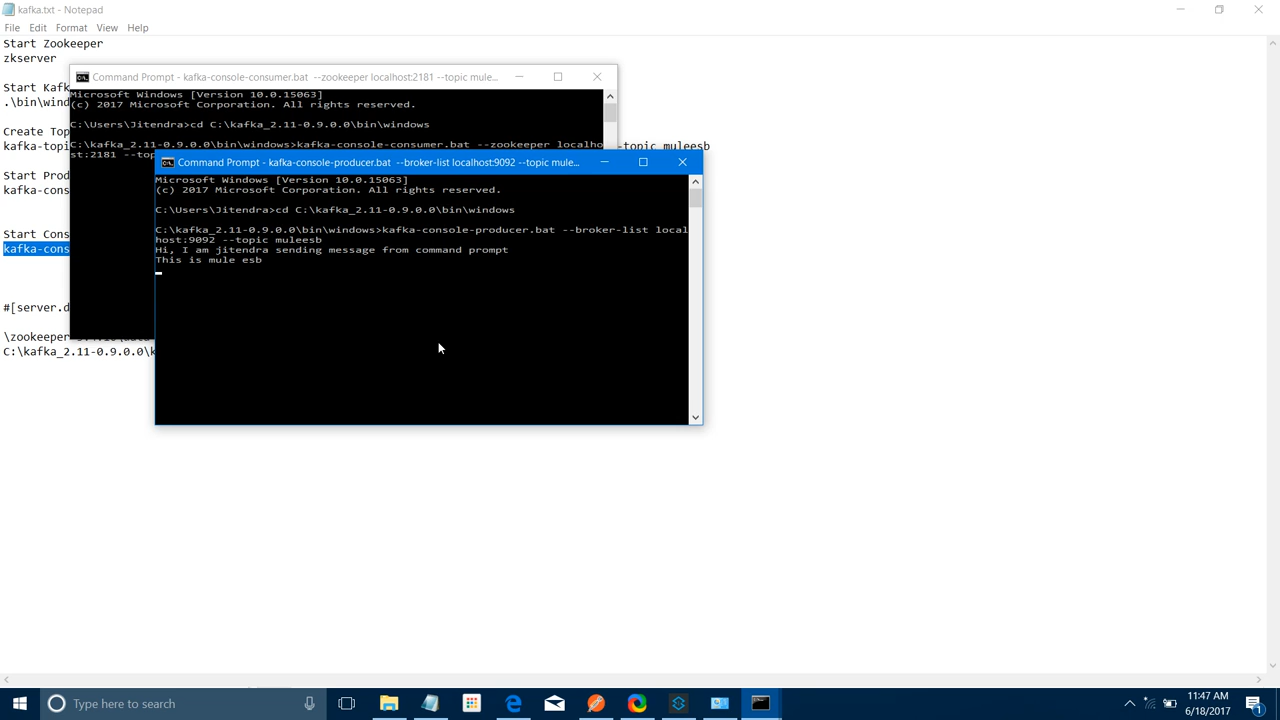 kafka.txt - Notepad
File Edit Format View Help
Start Zookeeper
zkserver
Start Kafk
.\bin\wind
Create Top
kafka-topi
-topic muleesb
Start Prod
kafka-cons
Start Cons
kafka-cons
#[server.d
\zookeeper
C:\kafka_2.11-0.9.0.0\k
Command Prompt - kafka-console-consumer.bat --zookeeper localhost:2181 --topic mule...
Microsoft Windows [Version 10.0.15063]
(c) 2017 Microsoft Corporation. All rights reserved.
C:\Users\Jitendra>cd C:\kafka_2.11-0.9.0.0\bin\windows
C:\kafka_2.11-0.9.0.0\bin\windows>kafka-console-consumer.bat --zookeeper localho
st:2181 --top
Command Prompt - kafka-console-producer.bat --broker-list localhost:9092 --topic mule...
Microsoft Windows [Version 10.0.15063]
(c) 2017 Microsoft Corporation. All rights reserved.
C:\Users\Jitendra>cd C:\kafka_2.11-0.9.0.0\bin\windows
C:\kafka_2.11-0.9.0.0\bin\windows>kafka-console-producer.bat --broker-list local
host:9092 --topic muleesb
Hi, I am jitendra sending message from command prompt
This is mule esb
Type here to search
11:47 AM
6/18/2017
1